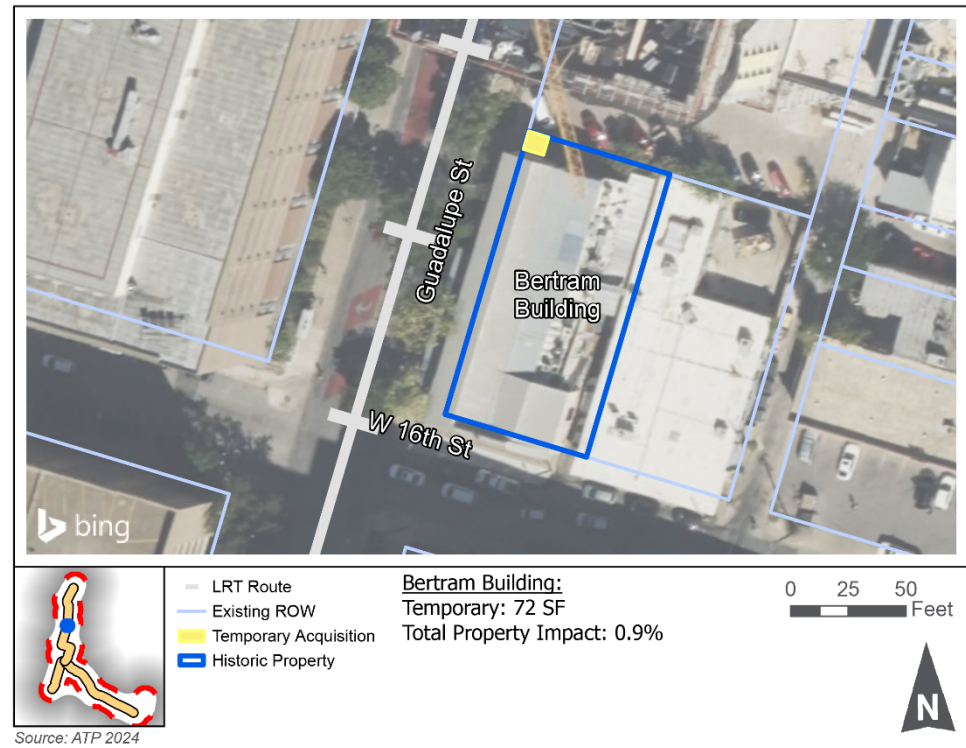 Guadalupe St
Bertram
Building
W 16th St
bing
LRT Route
Existing ROW
Temporary Acquisition
Historic Property
Bertram Building:
Temporary: 72 SF
Total Property Impact: 0.9%
0 25 50
Feet
N
Source: ATP 2024